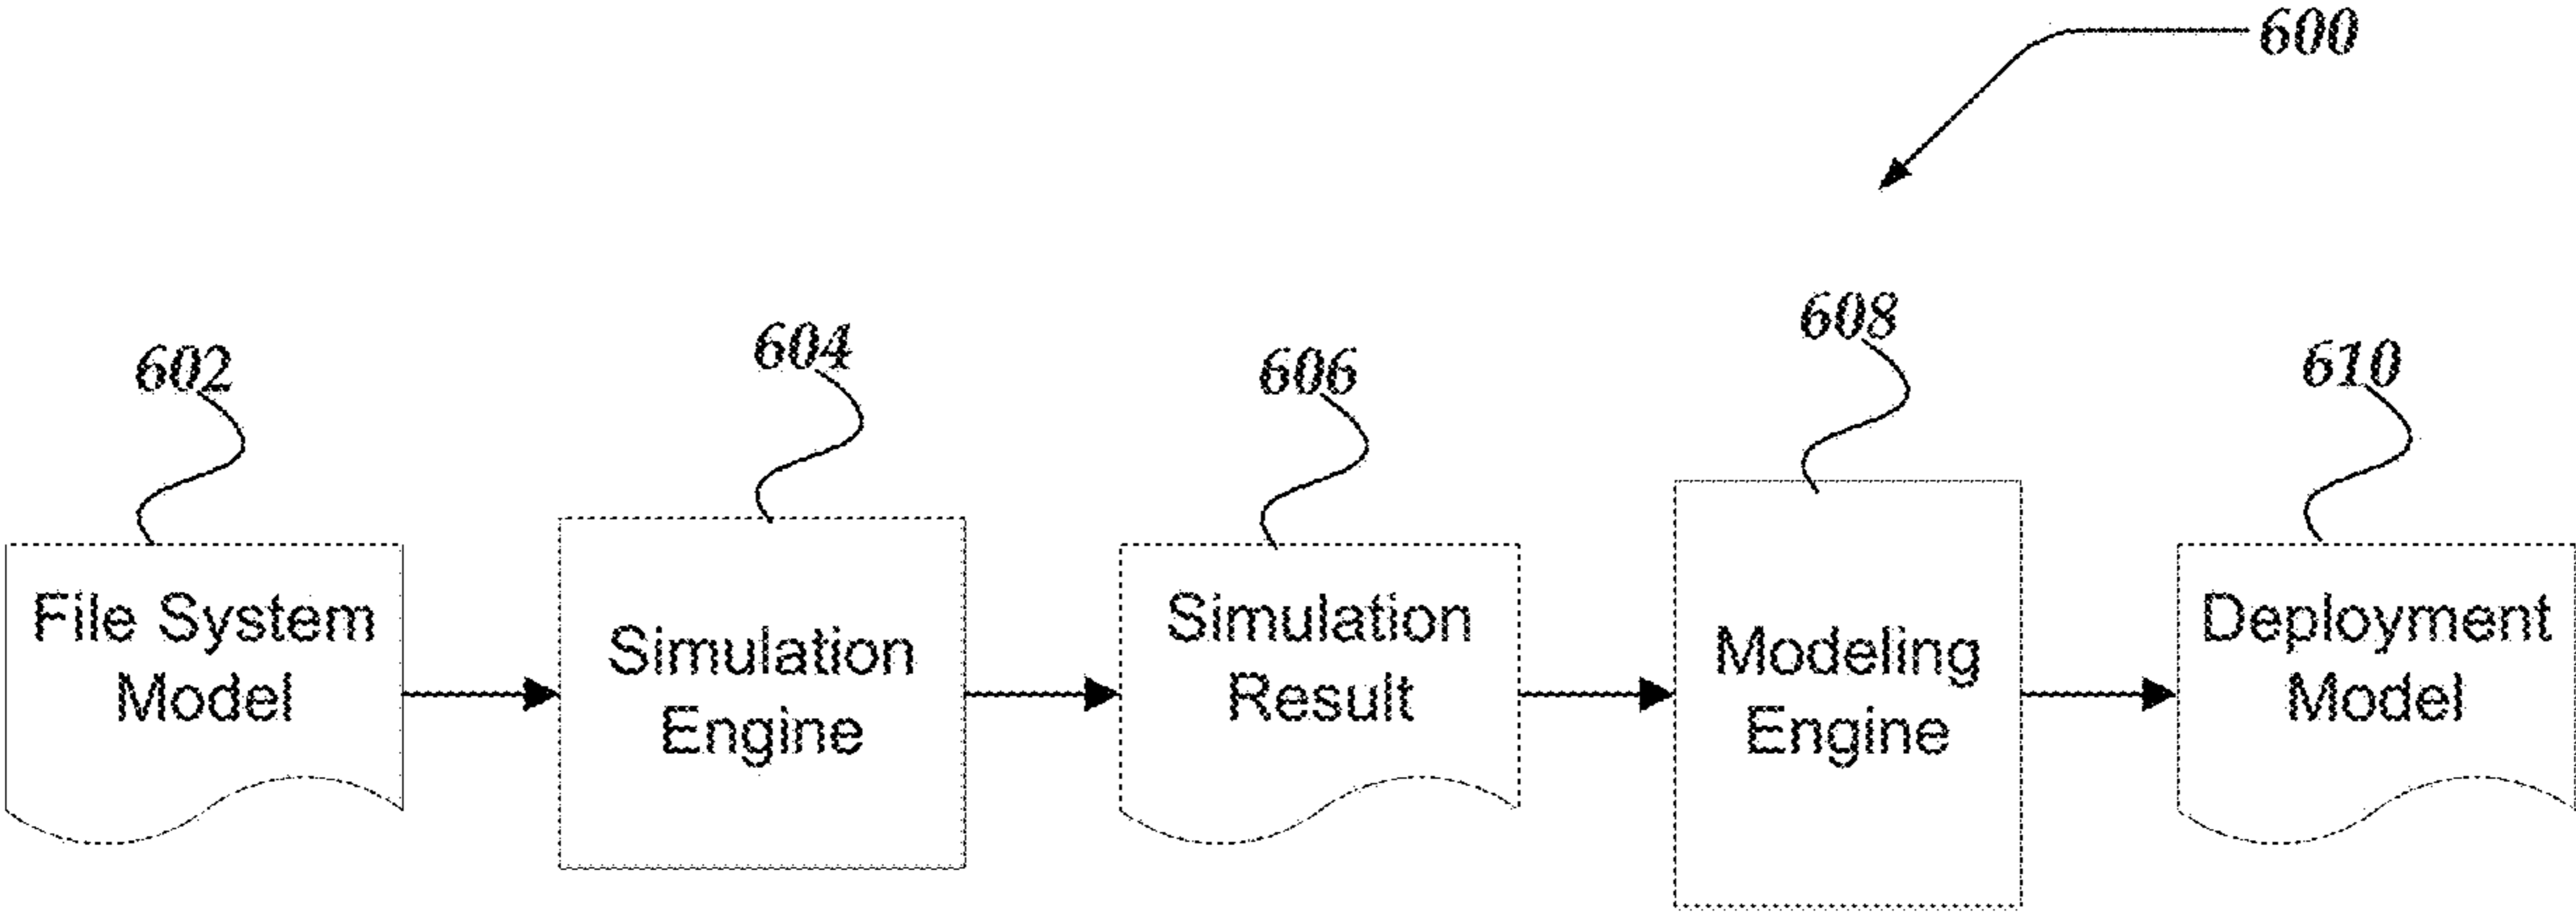 600
602
604
606
608
610
File System
Model
Simulation
Engine
Simulation
Result
Modeling
Engine
Deployment
Model